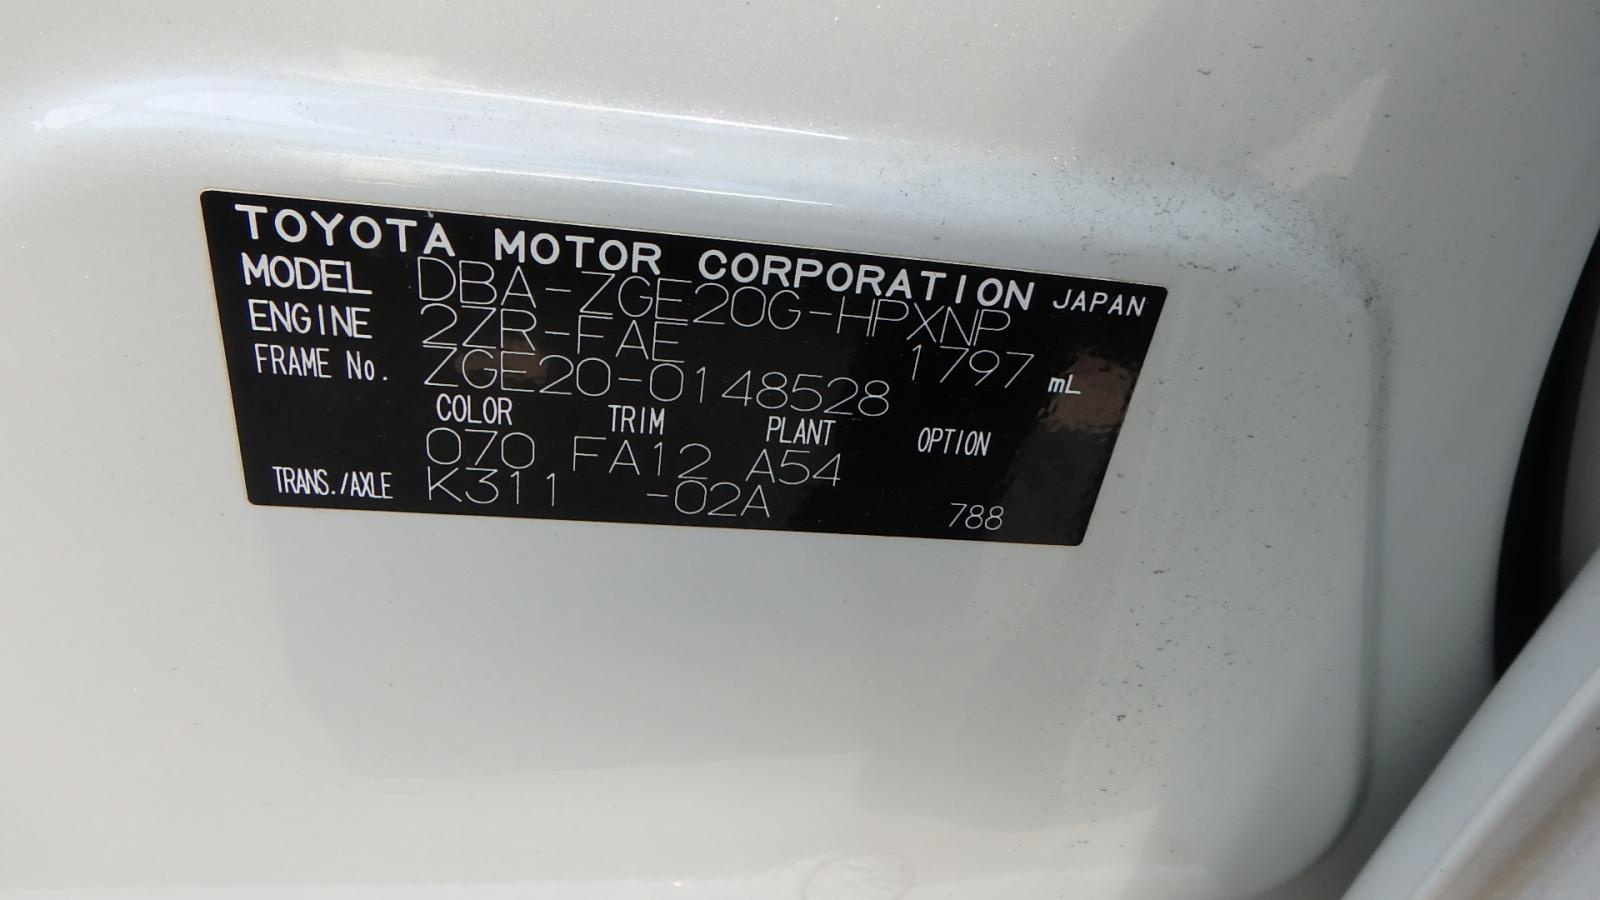 TOYOTA MOTOR CORPORATION JAPAN
MODEL DBA-ZGE20G-HPXNP
ENGINE 2ZR-FAE 1797 mL
FRAME No. ZGE20-0148528
COLOR TRIM PLANT OPTION
070 FA12 A54
TRANS./AXLE K311 -02A 788